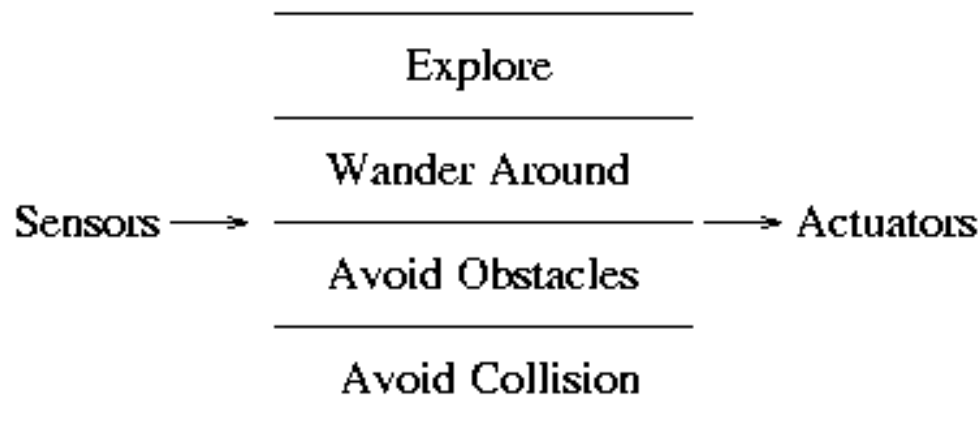 Explore
Wander Around
Sensors
Actuators
Avoid Obstacles
Avoid Collision